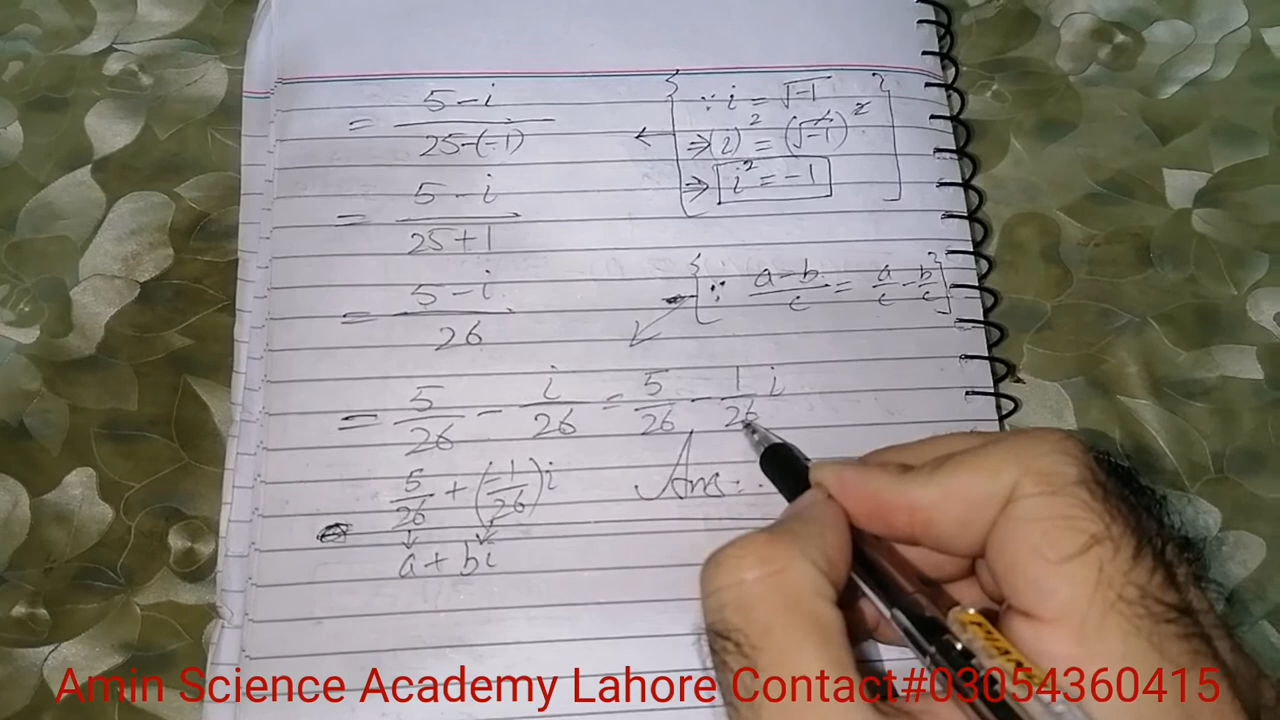 = 5-i / 25-(-1)
{ ∵ i = √-1
⇒ (i)² = (√-1)²
⇒ i² = -1 }
= 5-i / 25+1
= 5-i / 26
{ ∵ a-b / c = a/c - b/c }
= 5/26 - i/26 = 5/26 - 1/26 i
5/26 + (-1/26)i
Ans:
a + bi
Amin Science Academy Lahore Contact#03054360415